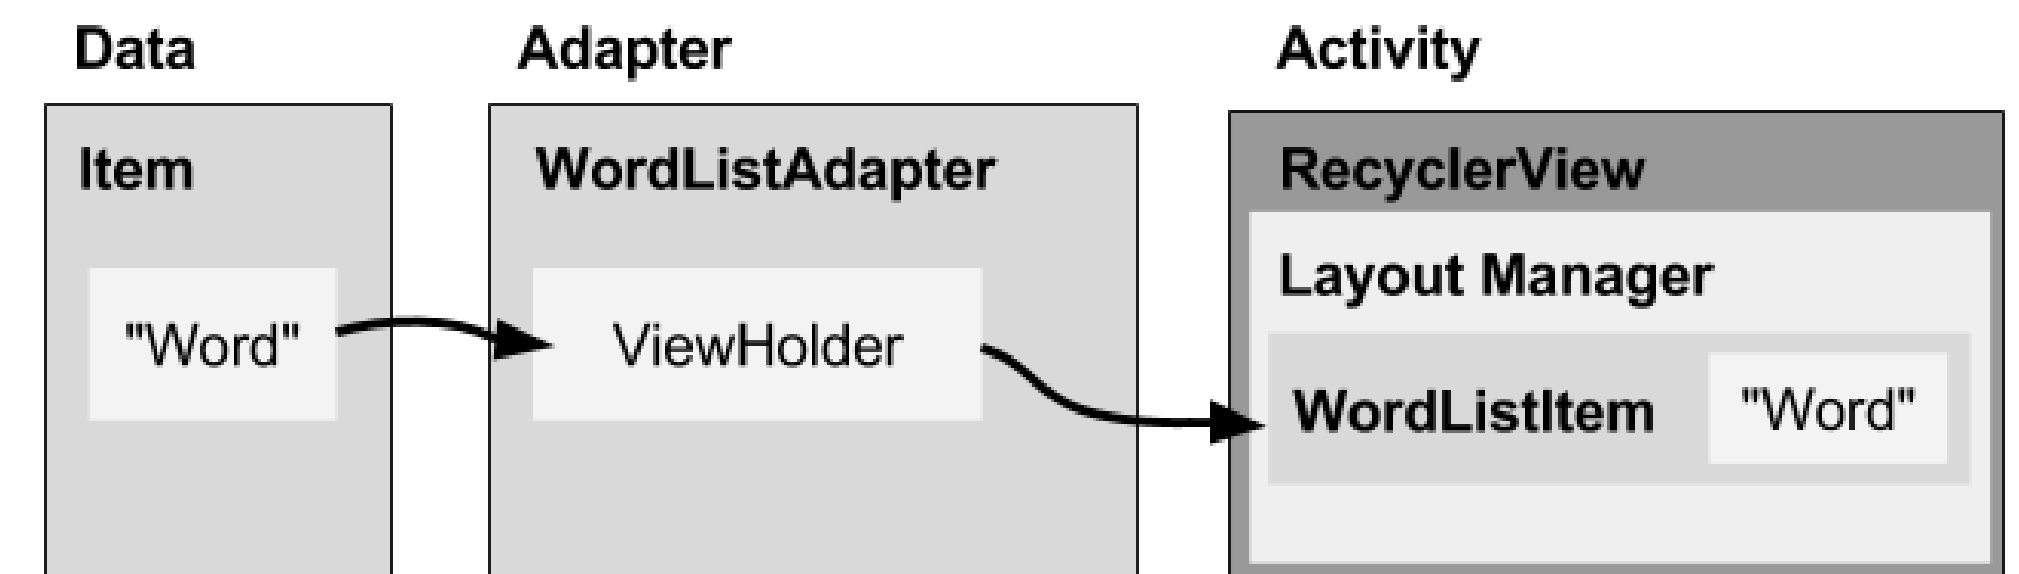 Data
Adapter
Activity
Item
WordListAdapter
RecyclerView
Layout Manager
"Word"
ViewHolder
WordListItem
"Word"